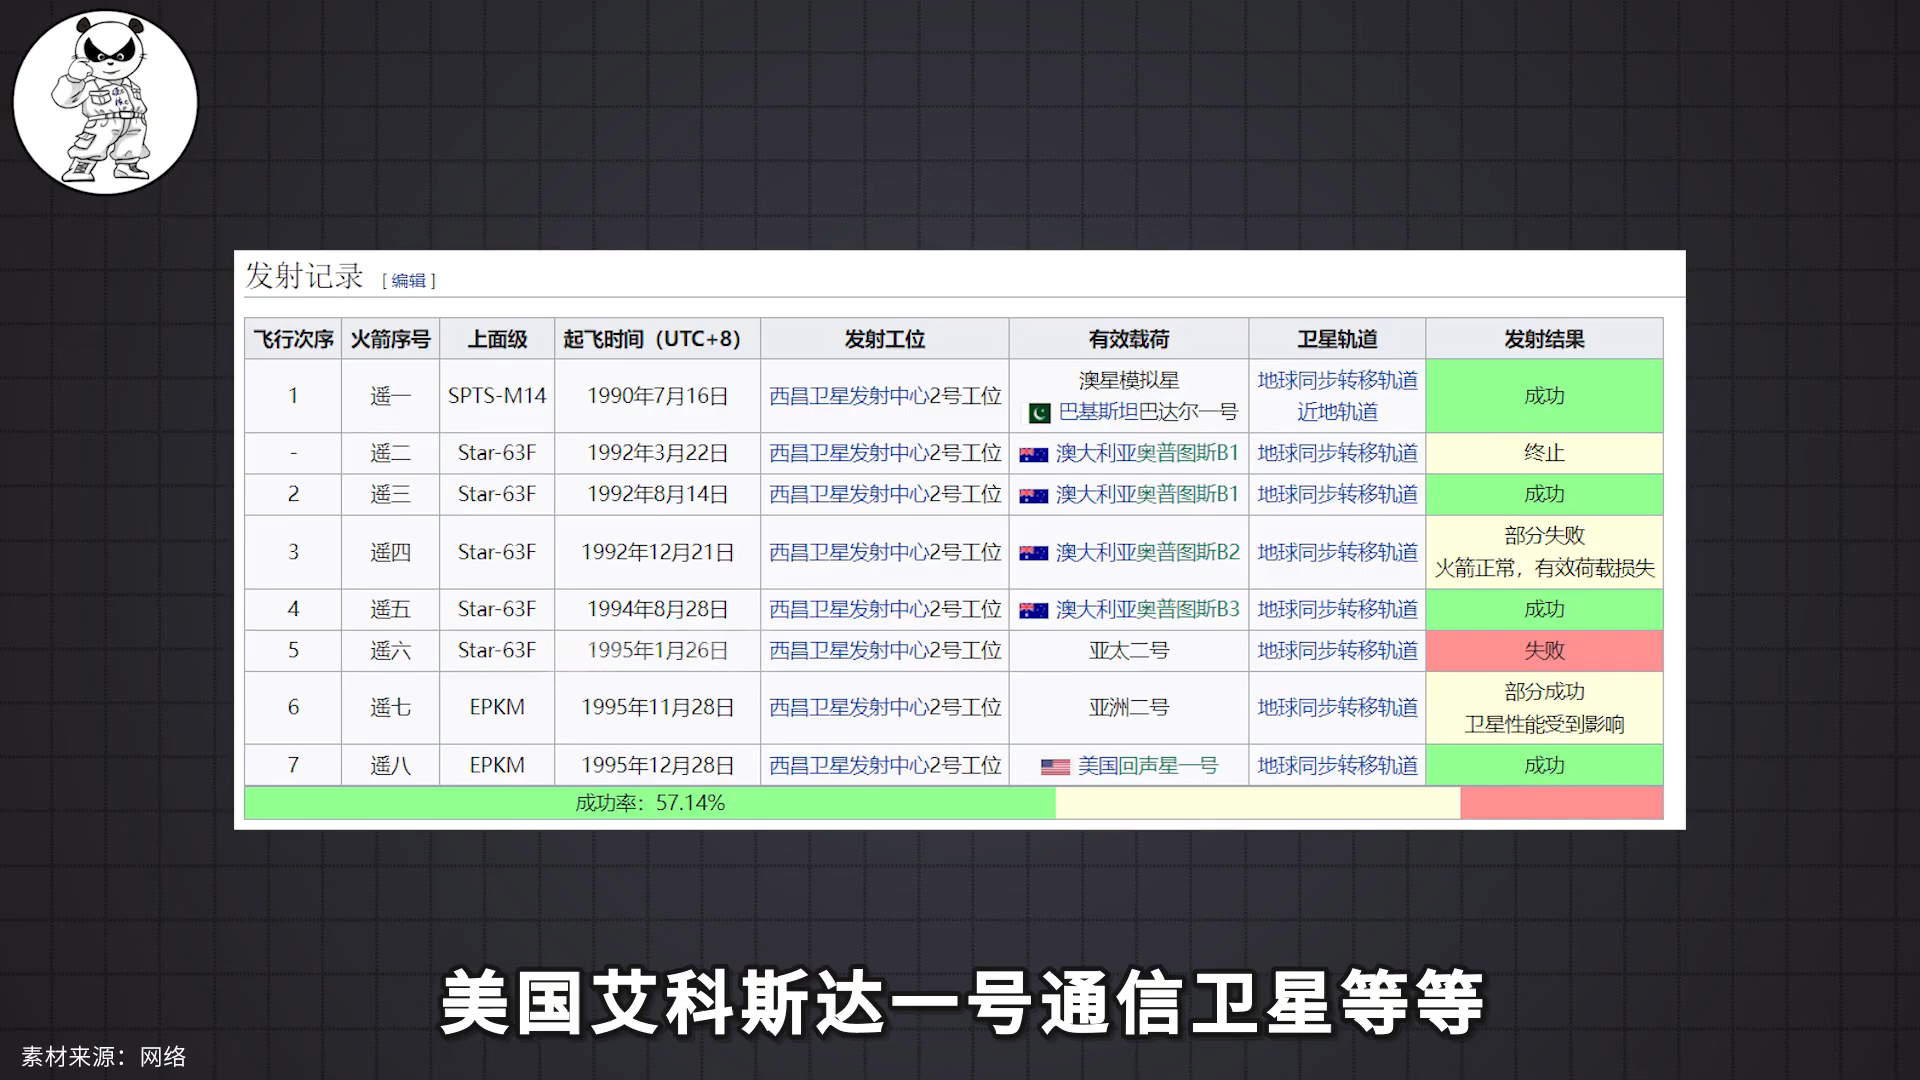 发射记录 [编辑]
飞行次序 火箭序号 上面级 起飞时间（UTC+8） 发射工位 有效载荷 卫星轨道 发射结果
1 遥一 SPTS-M14 1990年7月16日 西昌卫星发射中心2号工位 澳星模拟星 地球同步转移轨道 成功
巴基斯坦巴达尔一号 近地轨道
- 遥二 Star-63F 1992年3月22日 西昌卫星发射中心2号工位 澳大利亚奥普图斯B1 地球同步转移轨道 终止
2 遥三 Star-63F 1992年8月14日 西昌卫星发射中心2号工位 澳大利亚奥普图斯B1 地球同步转移轨道 成功
3 遥四 Star-63F 1992年12月21日 西昌卫星发射中心2号工位 澳大利亚奥普图斯B2 地球同步转移轨道 部分失败
火箭正常，有效荷载损失
4 遥五 Star-63F 1994年8月28日 西昌卫星发射中心2号工位 澳大利亚奥普图斯B3 地球同步转移轨道 成功
5 遥六 Star-63F 1995年1月26日 西昌卫星发射中心2号工位 亚太二号 地球同步转移轨道 失败
6 遥七 EPKM 1995年11月28日 西昌卫星发射中心2号工位 亚洲二号 地球同步转移轨道 部分成功
卫星性能受到影响
7 遥八 EPKM 1995年12月28日 西昌卫星发射中心2号工位 美国回声星一号 地球同步转移轨道 成功
成功率：57.14%
美国艾科斯达一号通信卫星等等
素材来源：网络